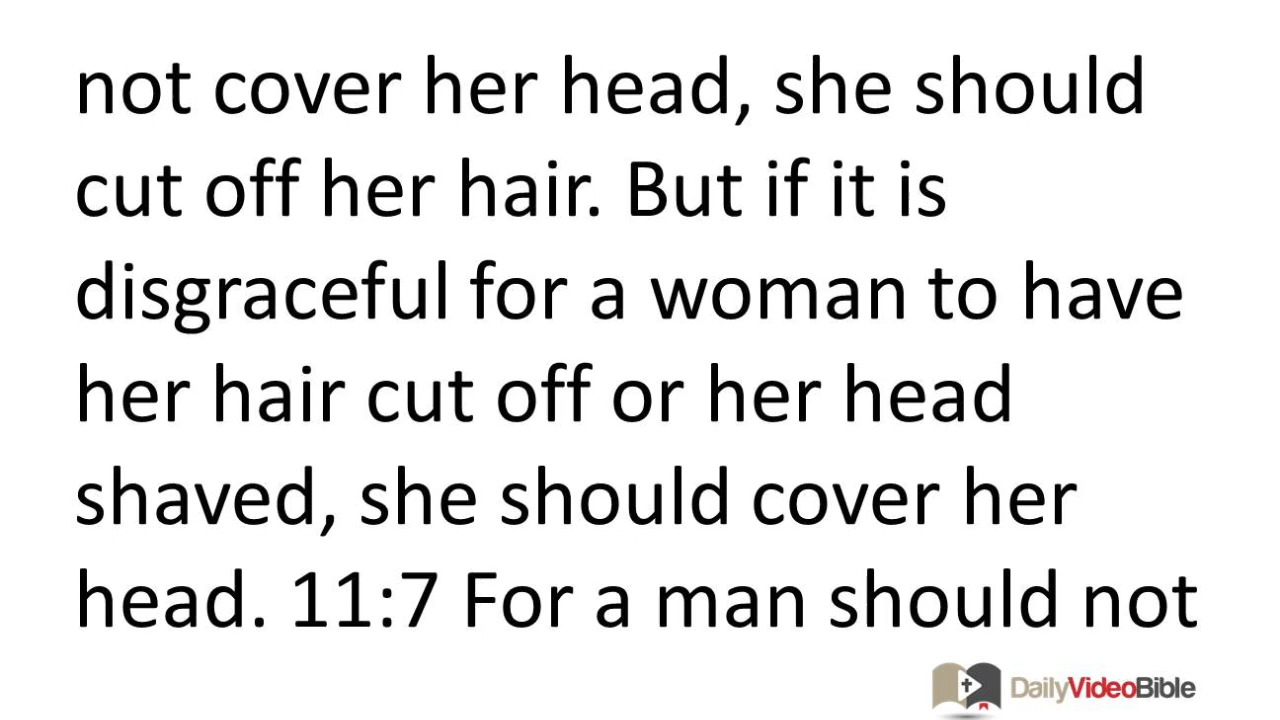 not cover her head, she should
cut off her hair. But if it is
disgraceful for a woman to have
her hair cut off or her head
shaved, she should cover her
head. 11:7 For a man should not
DailyVideoBible